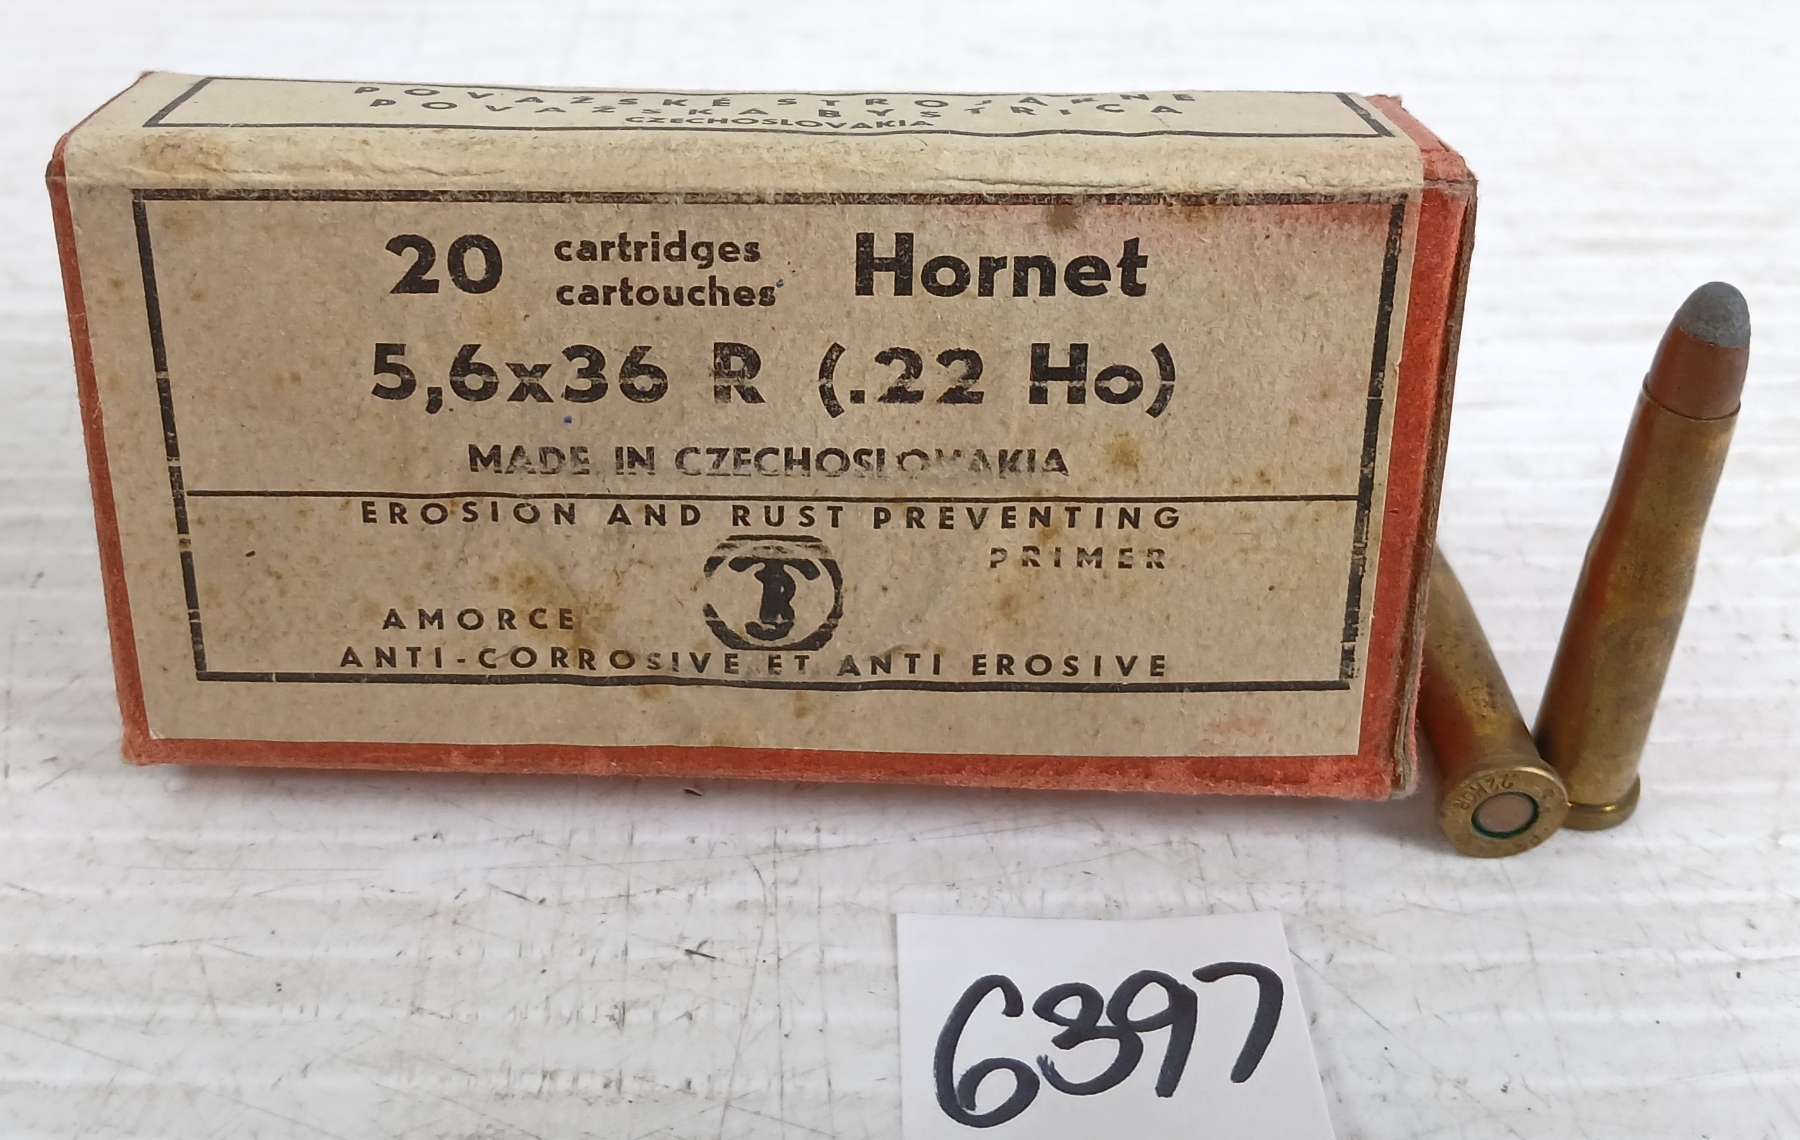 POVAŽSKÉ STROJÁRNE
POVAŽSKÁ BYSTRICA
CZECHOSLOVAKIA
20 cartridges cartouches Hornet
5,6x36 R (.22 Ho)
MADE IN CZECHOSLOVAKIA
EROSION AND RUST PREVENTING
PRIMER
AMORCE
ANTI-CORROSIVE ET ANTI EROSIVE
22HOR
6397